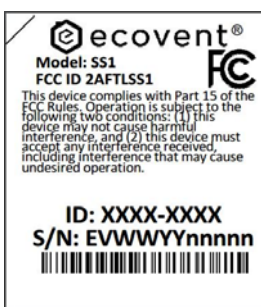 ecovent®
Model: SS1
FCC ID 2AFTLSS1
FC
This device complies with Part 15 of the
FCC Rules. Operation is subject to the
following two conditions: (1) this
device may not cause harmful
interference, and (2) this device must
accept any interference received,
including interference that may cause
undesired operation.
ID: XXXX-XXXX
S/N: EVWWYYnnnnn